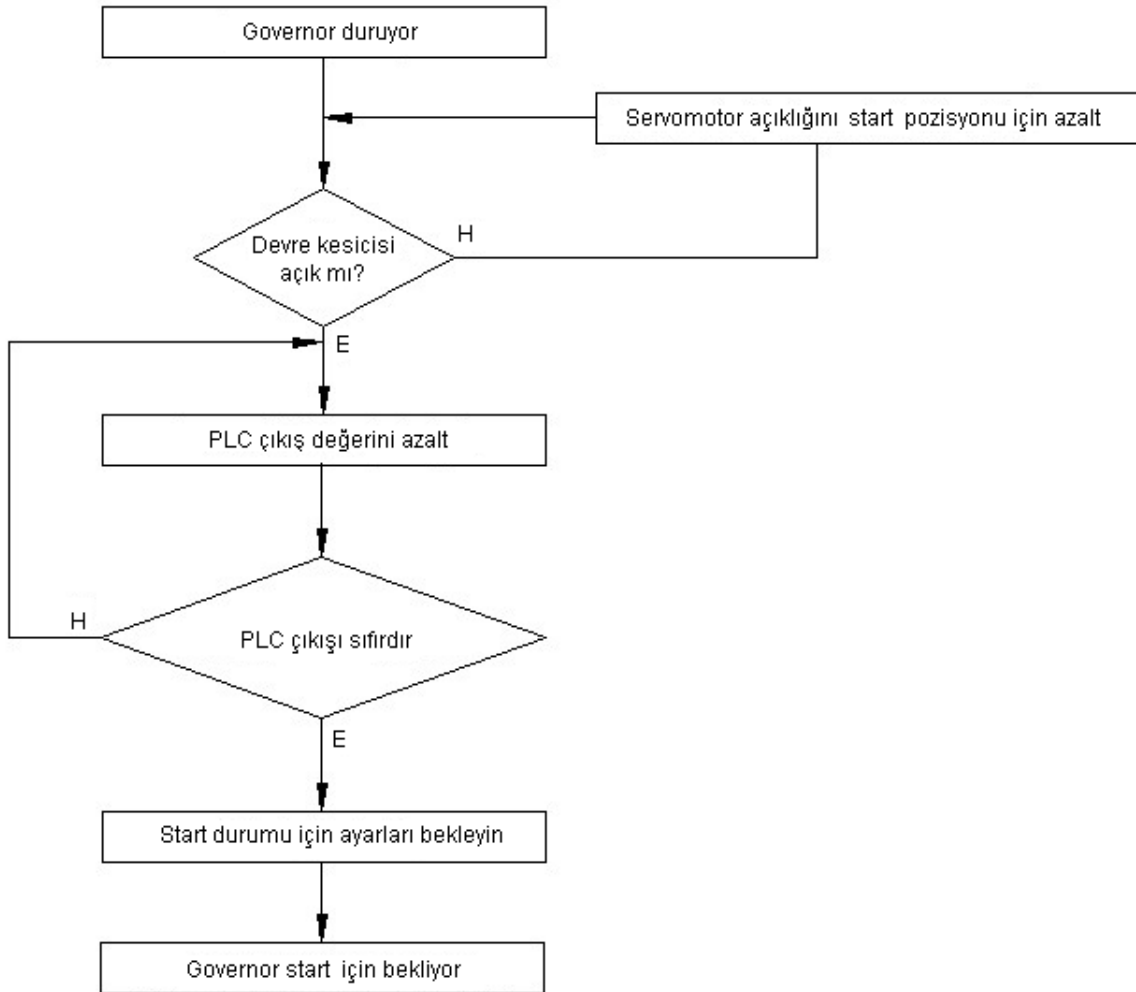 Governor duruyor
Servomotor açıklığını start pozisyonu için azalt
Devre kesicisi
açık mı?
H
E
PLC çıkış değerini azalt
H
PLC çıkışı sıfirdır
E
Start durumu için ayarları bekleyin
Governor start için bekliyor